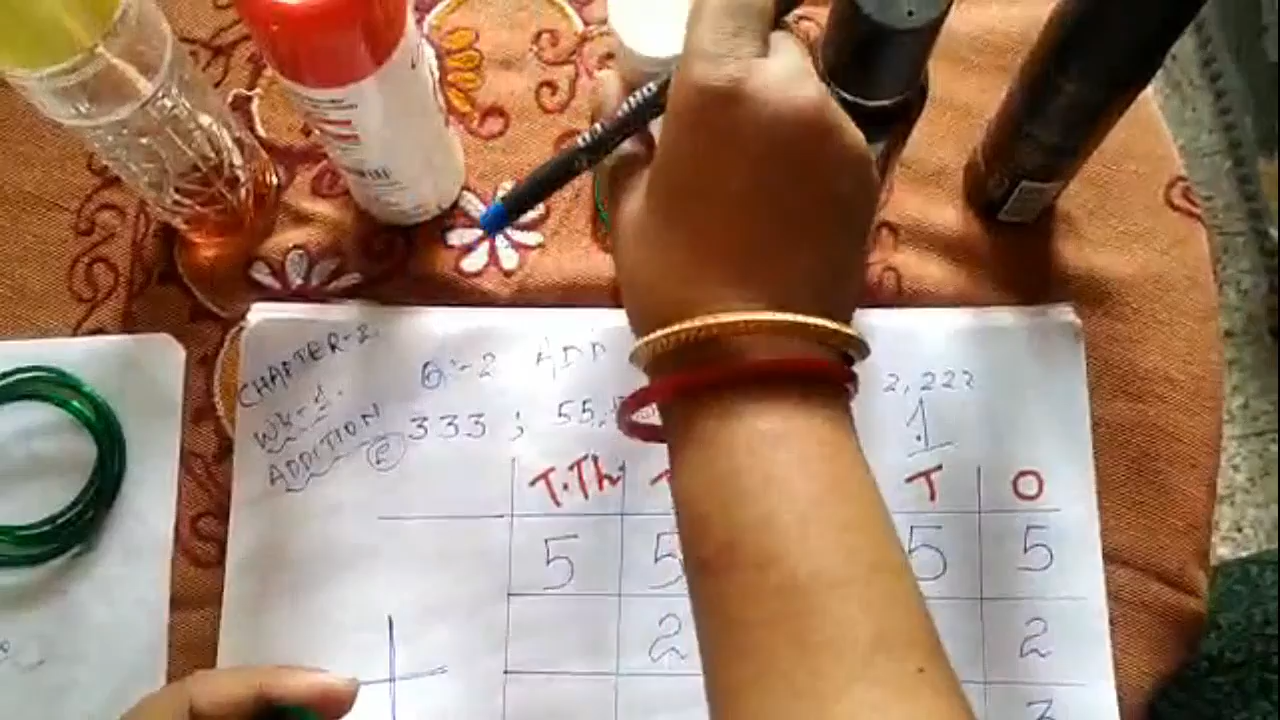 CHAPTER-2.
WK-1.
ADDITION
Q:-2 ADD
2,222
② 333 ; 55,
1
T.Th T T O
5 5 5 5
2 2
3